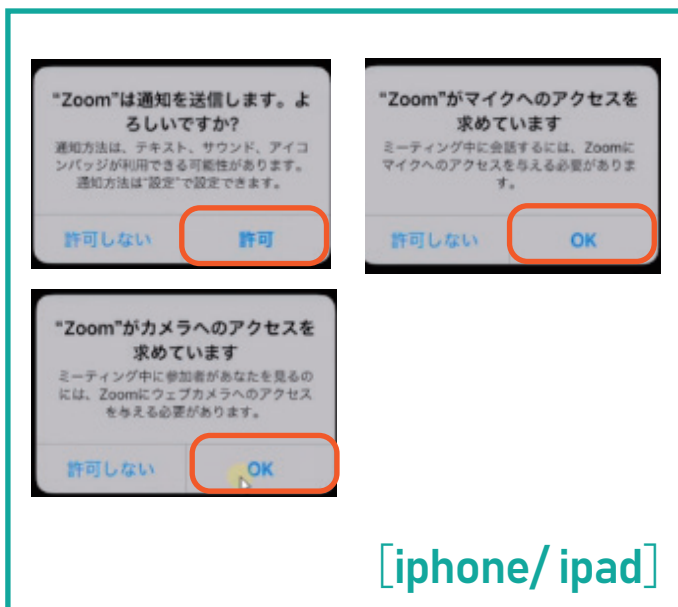 “Zoom”は通知を送信します。よ
ろしいですか?
通知方法は、テキスト、サウンド、アイコ
ンバッジが利用できる可能性があります。
通知方法は“設定”で設定できます。
許可しない
許可
“Zoom”がマイクへのアクセスを
求めています
ミーティング中に会話するには、Zoomに
マイクへのアクセスを与える必要がありま
す。
許可しない
OK
“Zoom”がカメラへのアクセスを
求めています
ミーティング中に参加者があなたを見るの
には、Zoomにウェブカメラへのアクセス
を与える必要があります。
許可しない
OK
［iphone/ ipad］